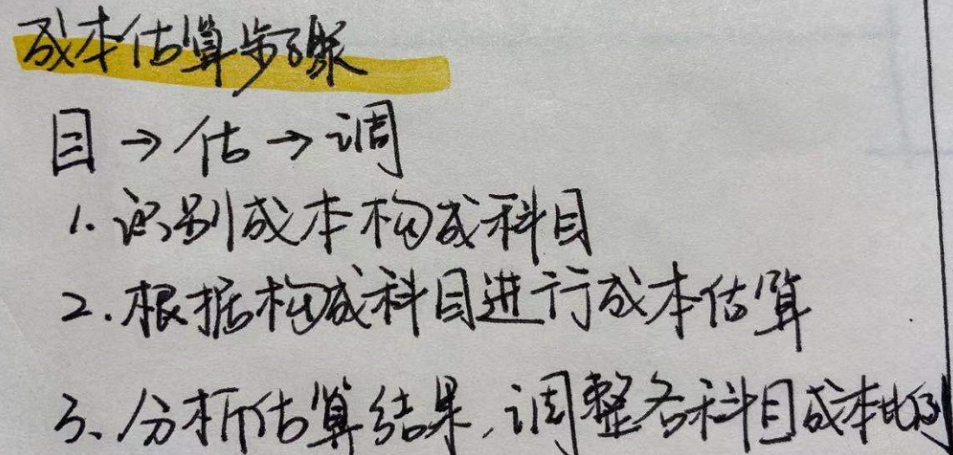 成本估算步骤
目→估→调
1.识别成本构成科目
2.根据构成科目进行成本估算
3.分析估算结果,调整各科目成本比例